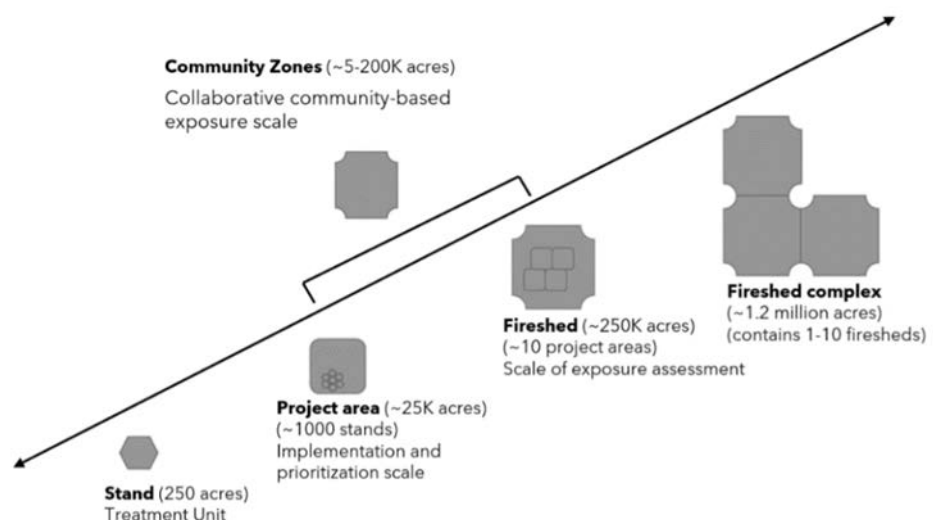 Community Zones (~5-200K acres)
Collaborative community-based
exposure scale
Fireshed complex
(~1.2 million acres)
(contains 1-10 firesheds)
Fireshed (~250K acres)
(~10 project areas)
Scale of exposure assessment
Project area (~25K acres)
(~1000 stands)
Implementation and
prioritization scale
Stand (250 acres)
Treatment Unit